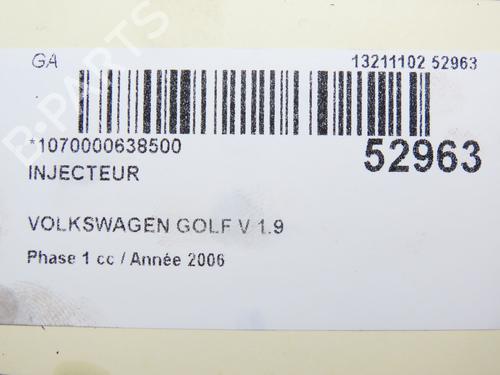 GA 13211102 52963
*1070000638500 52963
INJECTEUR
VOLKSWAGEN GOLF V 1.9
Phase 1 cc / Année 2006
B-PARTS